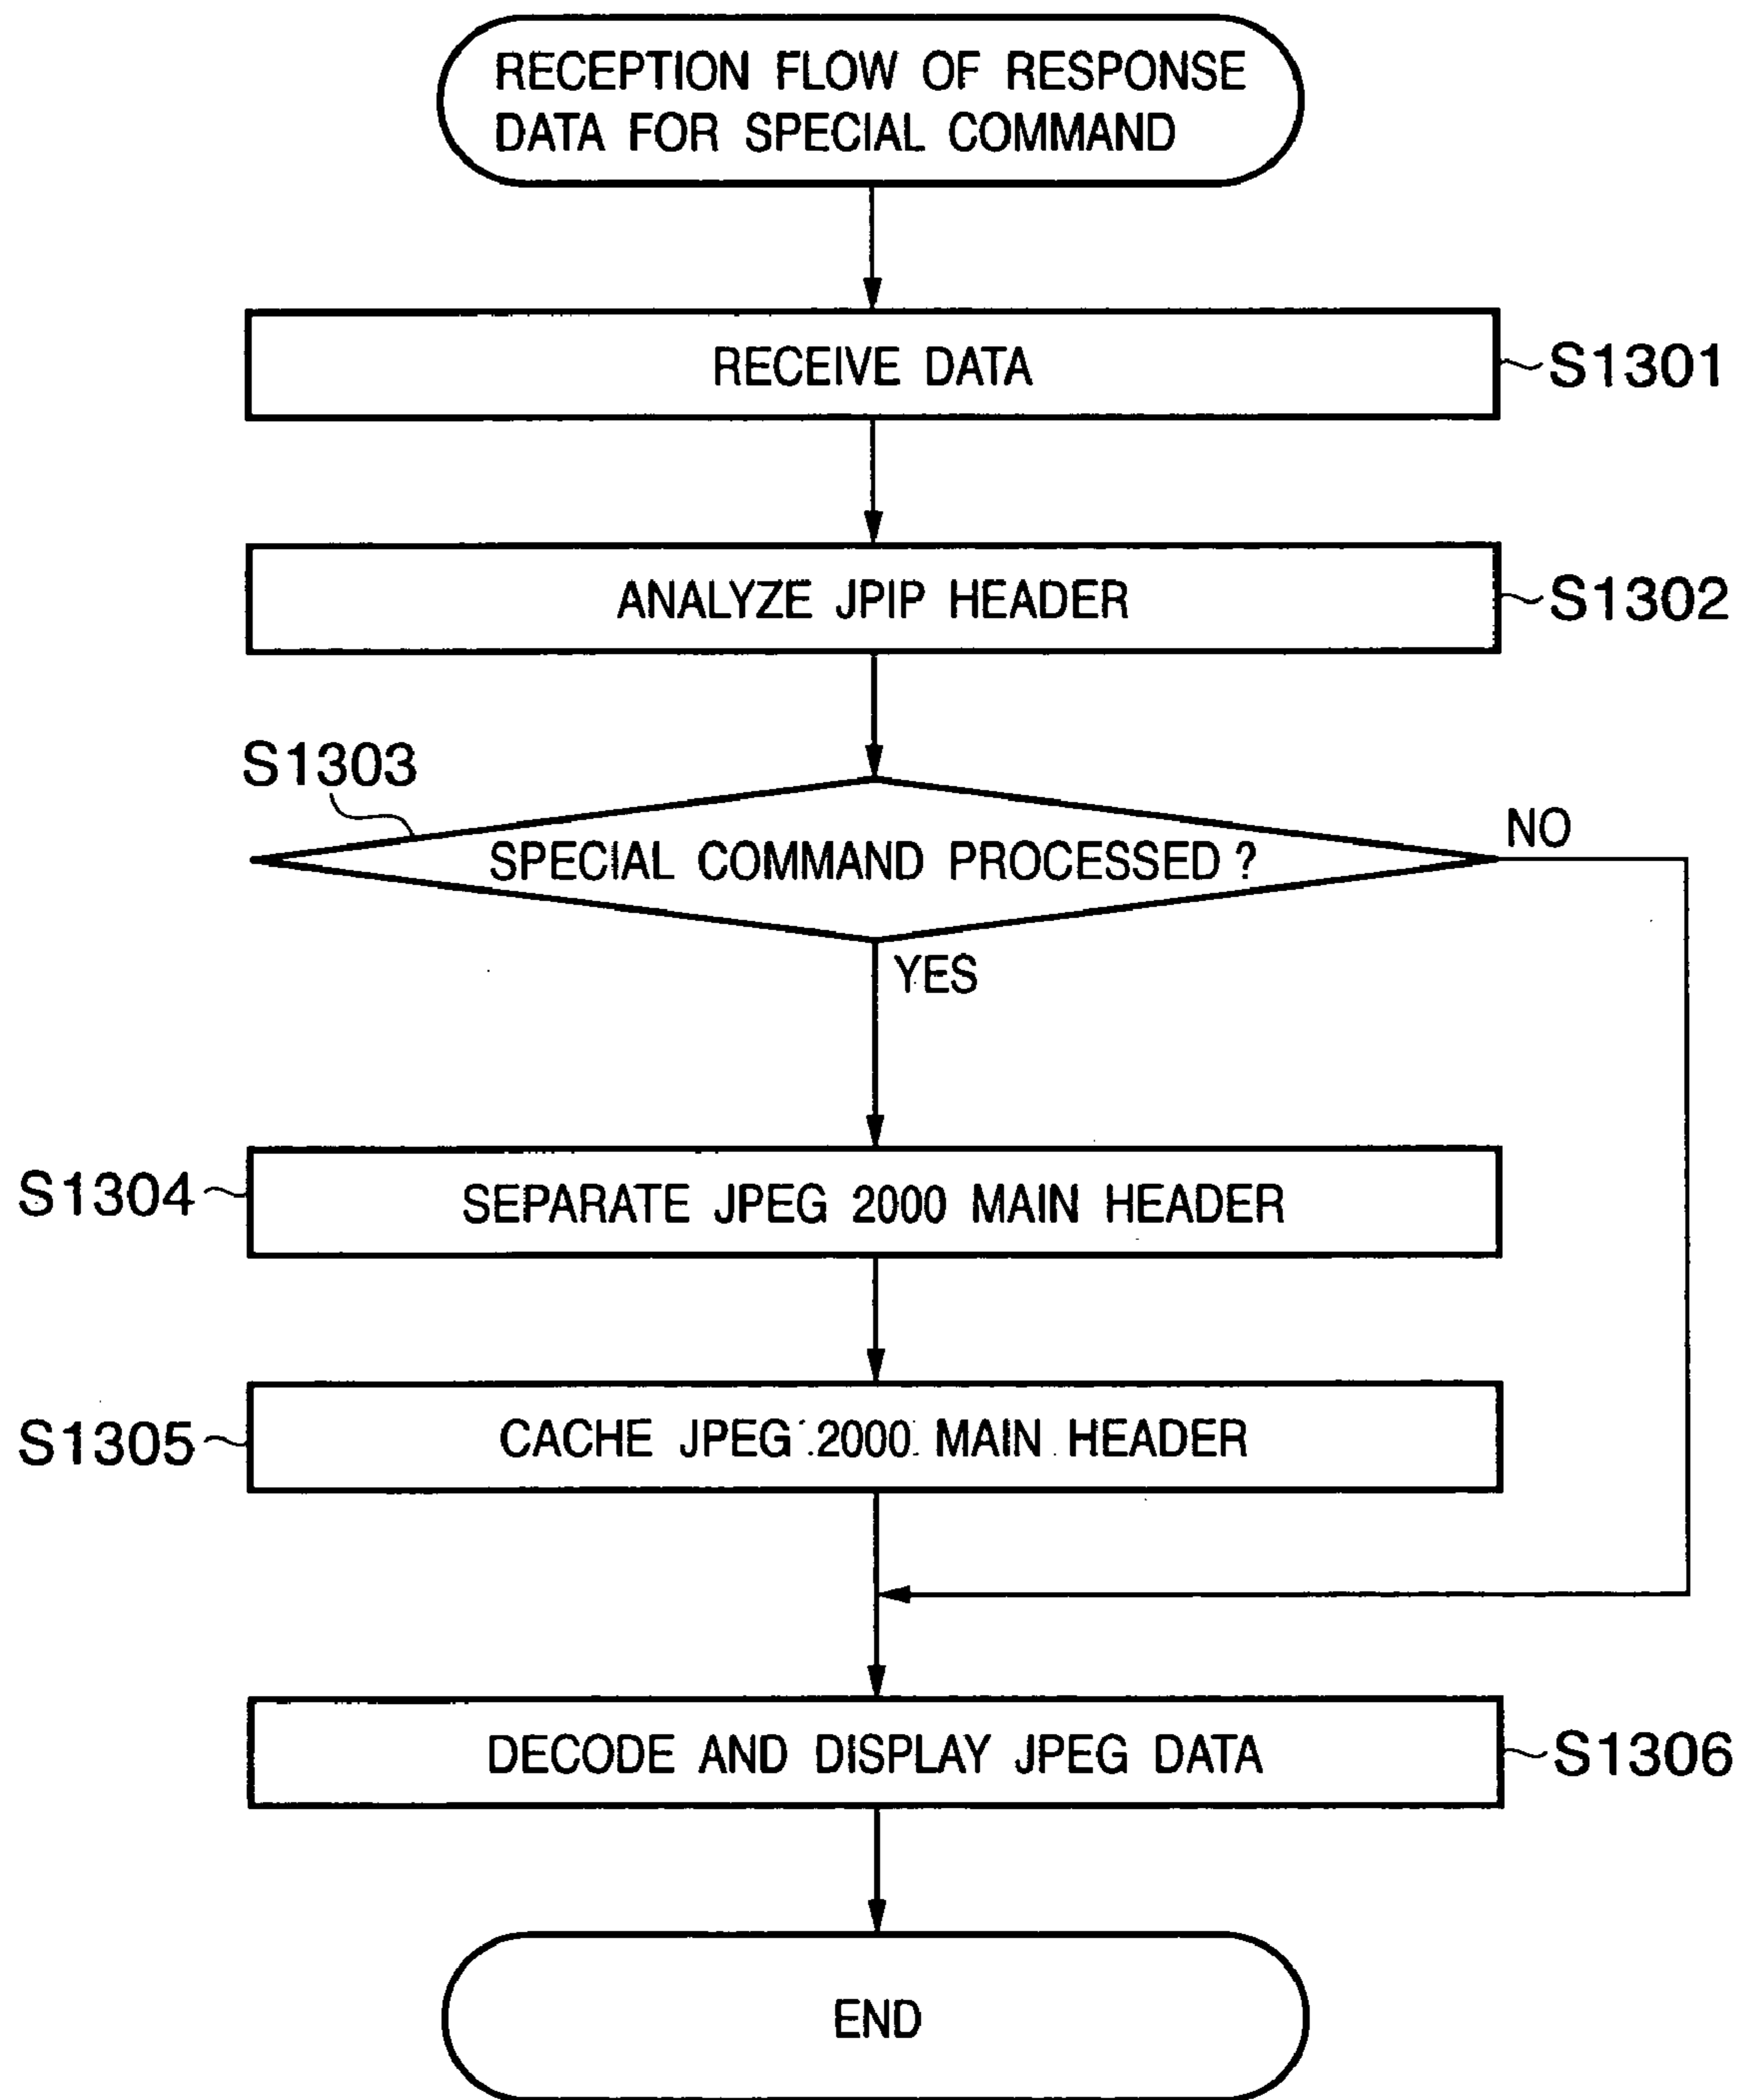 RECEPTION FLOW OF RESPONSE
DATA FOR SPECIAL COMMAND
RECEIVE DATA
S1301
ANALYZE JPIP HEADER
S1302
S1303
SPECIAL COMMAND PROCESSED ?
NO
YES
S1304
SEPARATE JPEG 2000 MAIN HEADER
S1305
CACHE JPEG 2000 MAIN HEADER
DECODE AND DISPLAY JPEG DATA
S1306
END